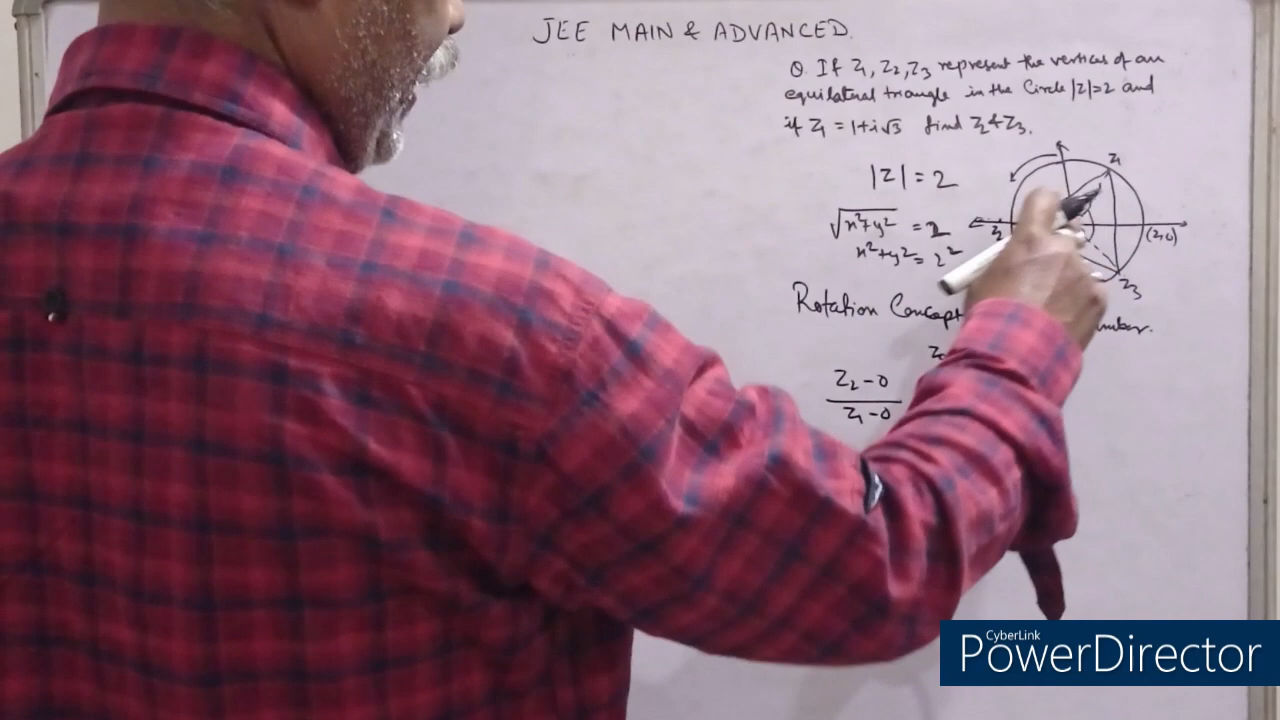 JEE MAIN & ADVANCED.
Q. If Z₁, Z₂, Z₃ represent the vertices of an
equilateral triangle in the Circle |Z|=2 and
if Z₁ = 1+i√3 find Z₂ & Z₃.
|Z| = 2
Z₁
√x²+y² = 2
Z₂
(2,0)
x²+y² = 2²
Z₃
Rotation Concept
number.
Z₂-0
Z₁-0
CyberLink
PowerDirector